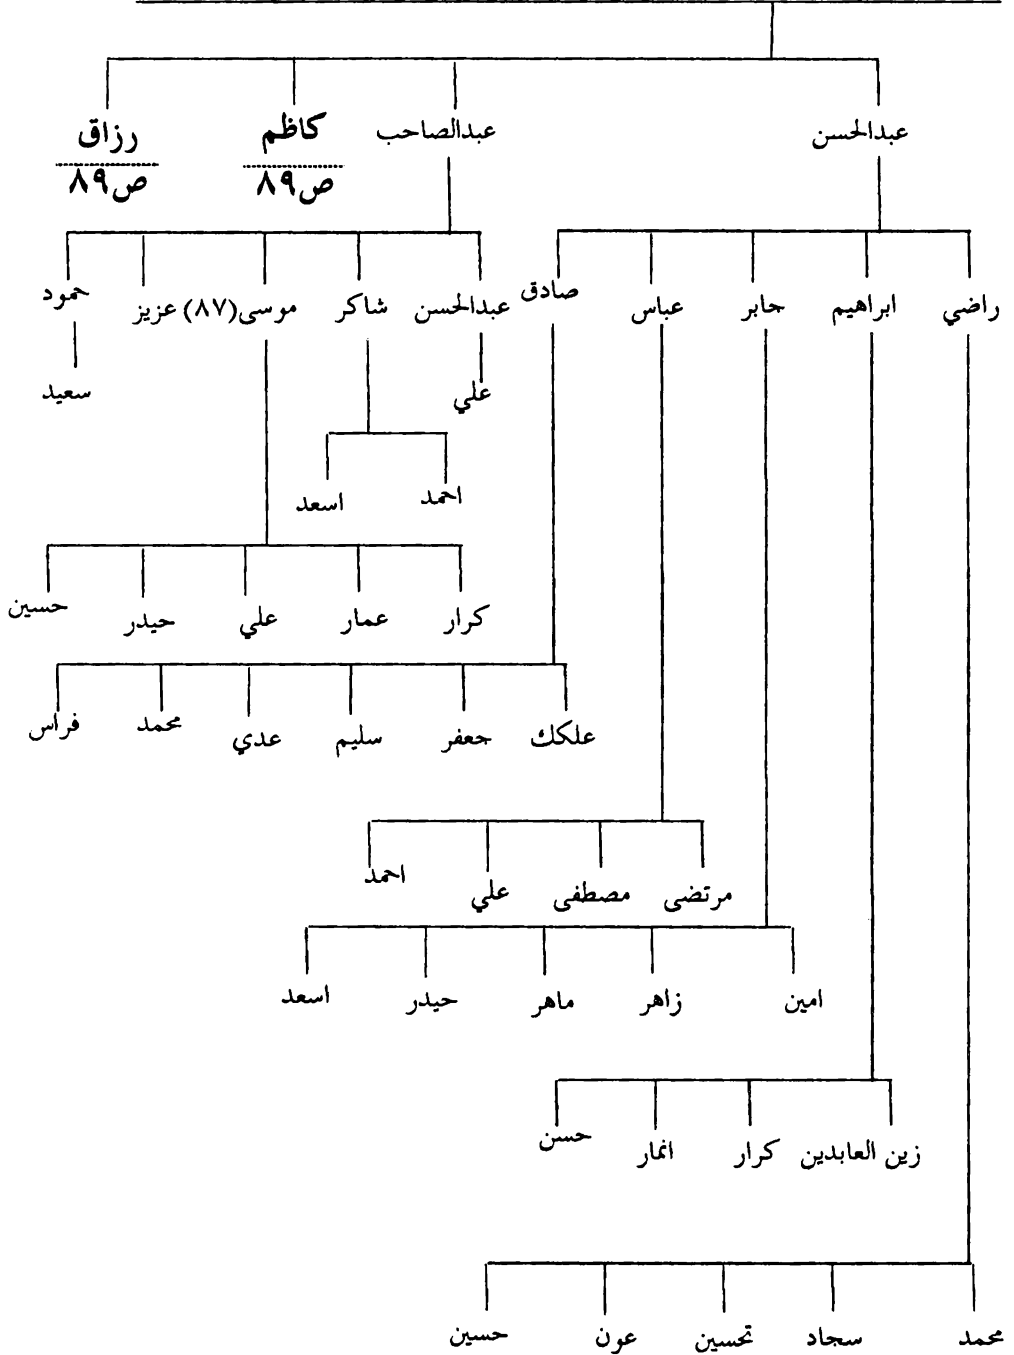 عبدالحسن عبدالصاحب كاظم رزاق
ص٨٩ ص٨٩
راضي ابراهيم جابر عباس صادق عبدالحسن شاكر موسى(٨٧) عزيز حمود
علي سعيد
احمد اسعد
كرار عمار علي حيدر حسين
جعفر سليم عدي محمد فراس
مرتضى مصطفى علي احمد
امين زاهر ماهر حيدر اسعد
زين العابدين كرار انمار حسن
محمد سجاد تحسين عون حسين